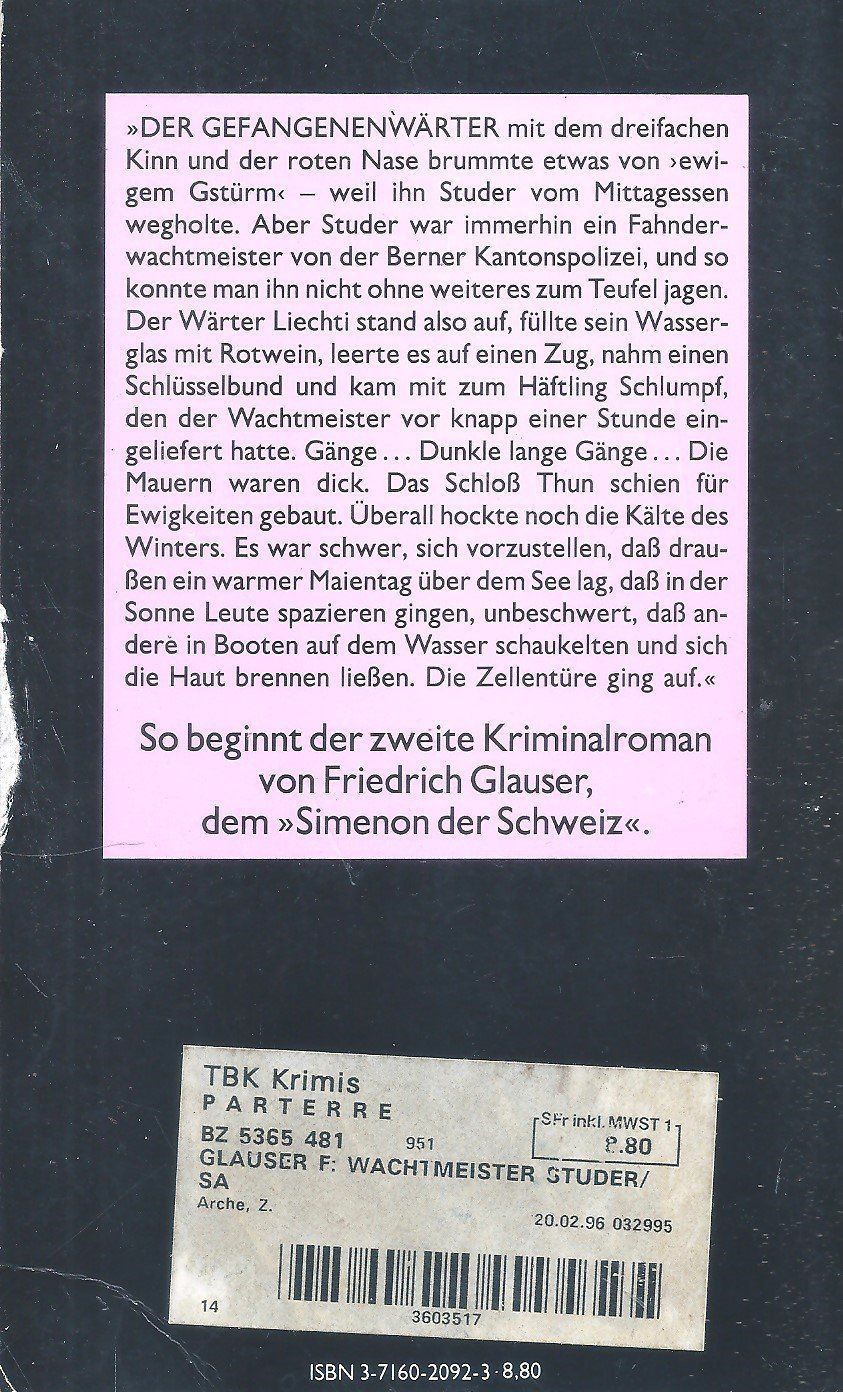 »DER GEFANGENENWÄRTER mit dem dreifachen
Kinn und der roten Nase brummte etwas von ›ewi-
gem Gstürm‹ – weil ihn Studer vom Mittagessen
wegholte. Aber Studer war immerhin ein Fahnder-
wachtmeister von der Berner Kantonspolizei, und so
konnte man ihn nicht ohne weiteres zum Teufel jagen.
Der Wärter Liechti stand also auf, füllte sein Wasser-
glas mit Rotwein, leerte es auf einen Zug, nahm einen
Schlüsselbund und kam mit zum Häftling Schlumpf,
den der Wachtmeister vor knapp einer Stunde ein-
geliefert hatte. Gänge... Dunkle lange Gänge... Die
Mauern waren dick. Das Schloß Thun schien für
Ewigkeiten gebaut. Überall hockte noch die Kälte des
Winters. Es war schwer, sich vorzustellen, daß drau-
ßen ein warmer Maientag über dem See lag, daß in der
Sonne Leute spazieren gingen, unbeschwert, daß an-
dere in Booten auf dem Wasser schaukelten und sich
die Haut brennen ließen. Die Zellentüre ging auf.«
So beginnt der zweite Kriminalroman
von Friedrich Glauser,
dem »Simenon der Schweiz«.
TBK Krimis
PARTERRE
BZ 5365 481 951
SFr inkl. MWST 1
8.80
GLAUSER F: WACHTMEISTER STUDER/
SA
Arche, Z.
20.02.96 032995
14
3603517
ISBN 3-7160-2092-3 · 8,80